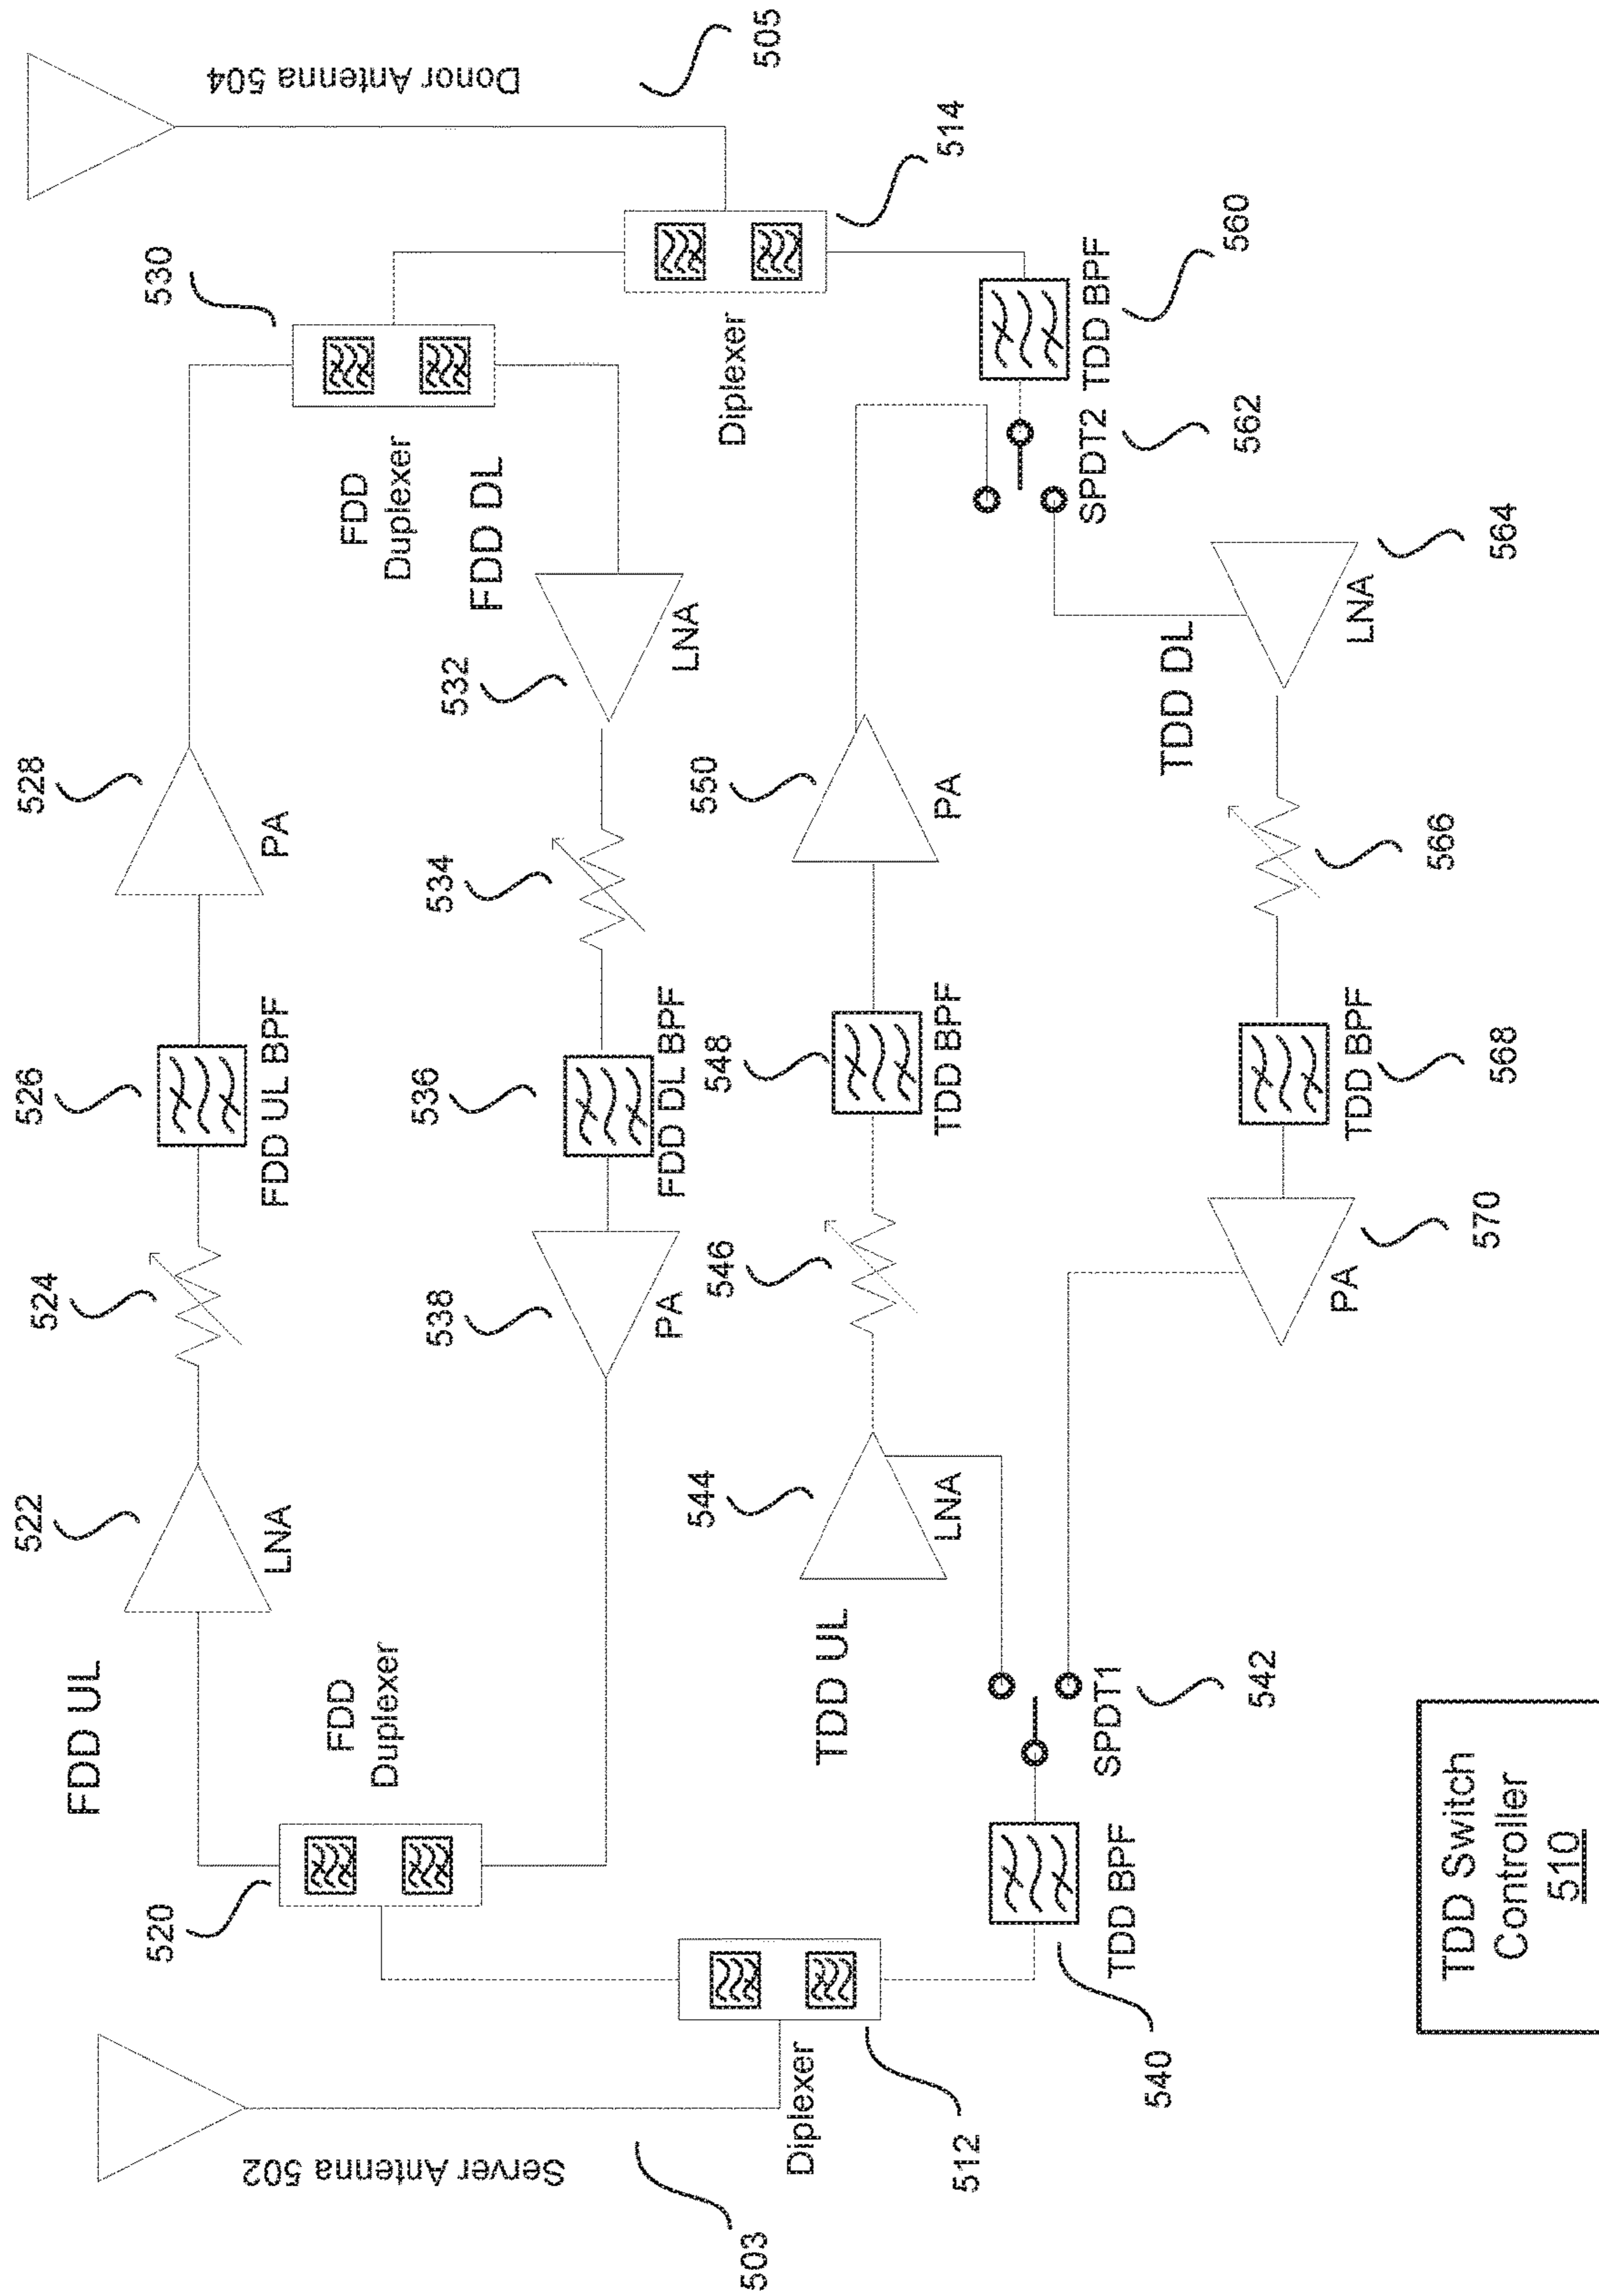 FDD UL
522
LNA
524
526
FDD UL BPF
528
PA
530
FDD
Duplexer
Donor Antenna 504
505
520
FDD
Duplexer
538
PA
536
FDD DL BPF
534
532
LNA
FDD DL
Diplexer
514
Server Antenna 502
503
Diplexer
512
TDD UL
544
LNA
546
548
TDD BPF
550
PA
540
TDD BPF
SPDT1
542
SPDT2
562
TDD BPF
560
TDD DL
570
PA
568
TDD BPF
566
564
LNA
TDD Switch
Controller
510